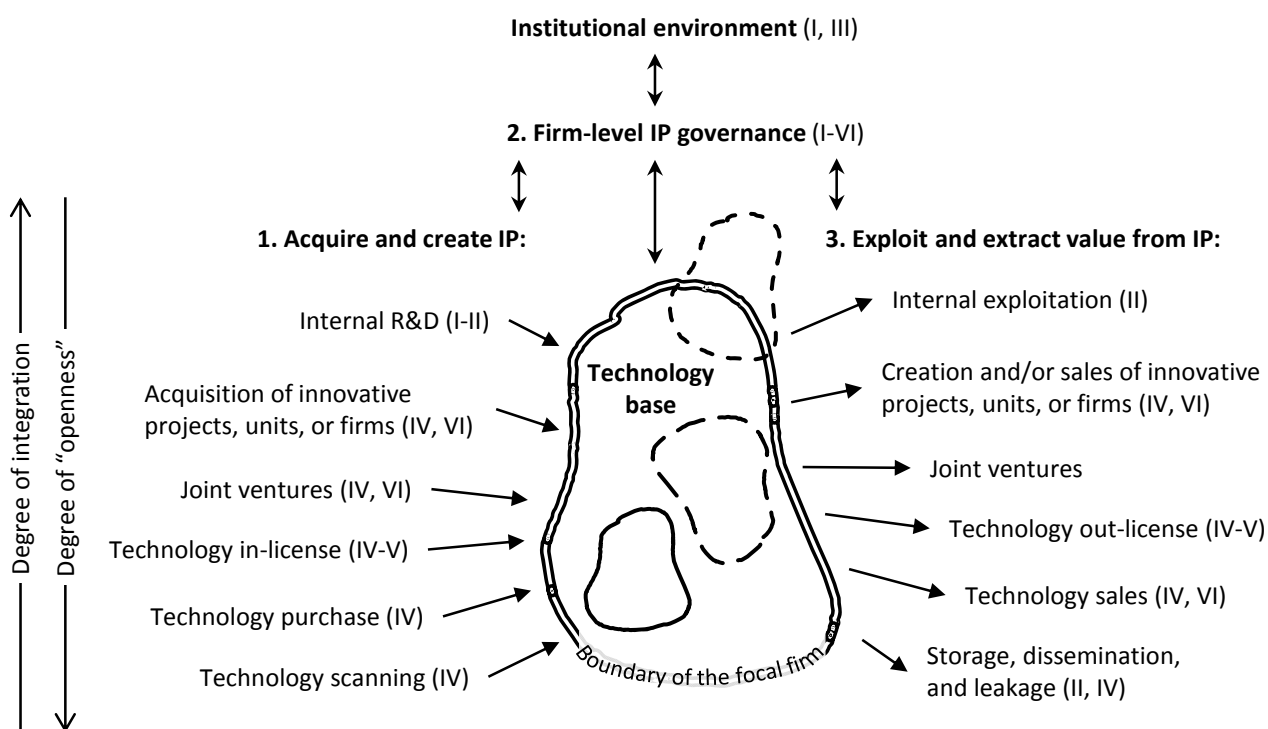 Institutional environment (I, III)
2. Firm-level IP governance (I-VI)
Degree of integration
Degree of “openness”
1. Acquire and create IP:
Internal R&D (I-II)
Acquisition of innovative
projects, units, or firms (IV, VI)
Joint ventures (IV, VI)
Technology in-license (IV-V)
Technology purchase (IV)
Technology scanning (IV)
Technology
base
Boundary of the focal firm
3. Exploit and extract value from IP:
Internal exploitation (II)
Creation and/or sales of innovative
projects, units, or firms (IV, VI)
Joint ventures
Technology out-license (IV-V)
Technology sales (IV, VI)
Storage, dissemination,
and leakage (II, IV)